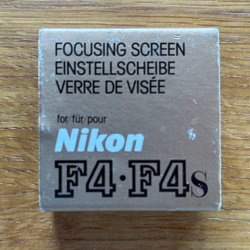 FOCUSING SCREEN
EINSTELLSCHEIBE
VERRE DE VISÉE
for für pour
Nikon
F4·F4s